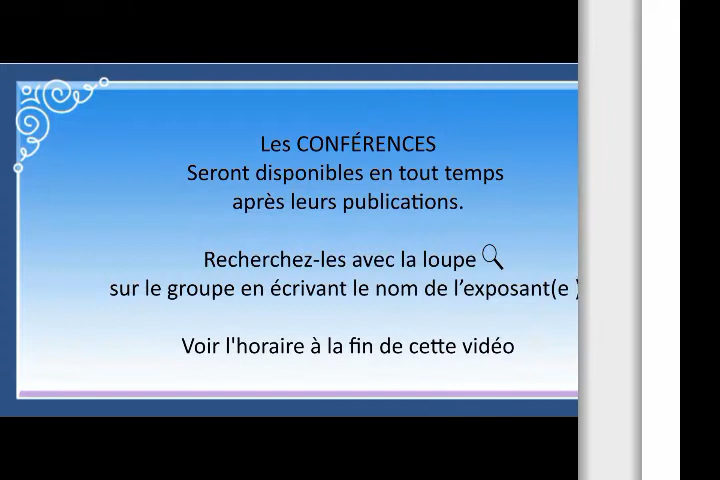 Les CONFÉRENCES
Seront disponibles en tout temps
après leurs publications.
Recherchez-les avec la loupe
sur le groupe en écrivant le nom de l’exposant(e )
Voir l'horaire à la fin de cette vidéo